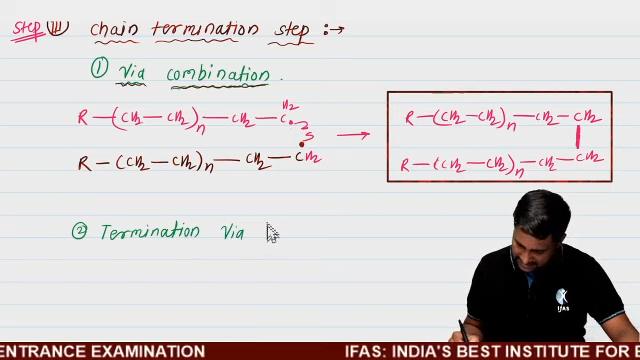 Step III chain termination step :→
① Via combination.
R—(CH2—CH2)n—CH2—CH2•
R—(CH2—CH2)n—CH2—CH2•
→
R—(CH2—CH2)n—CH2—CH2
R—(CH2—CH2)n—CH2—CH2
② Termination Via
IFAS
ENTRANCE EXAMINATION IFAS: INDIA'S BEST INSTITUTE FOR